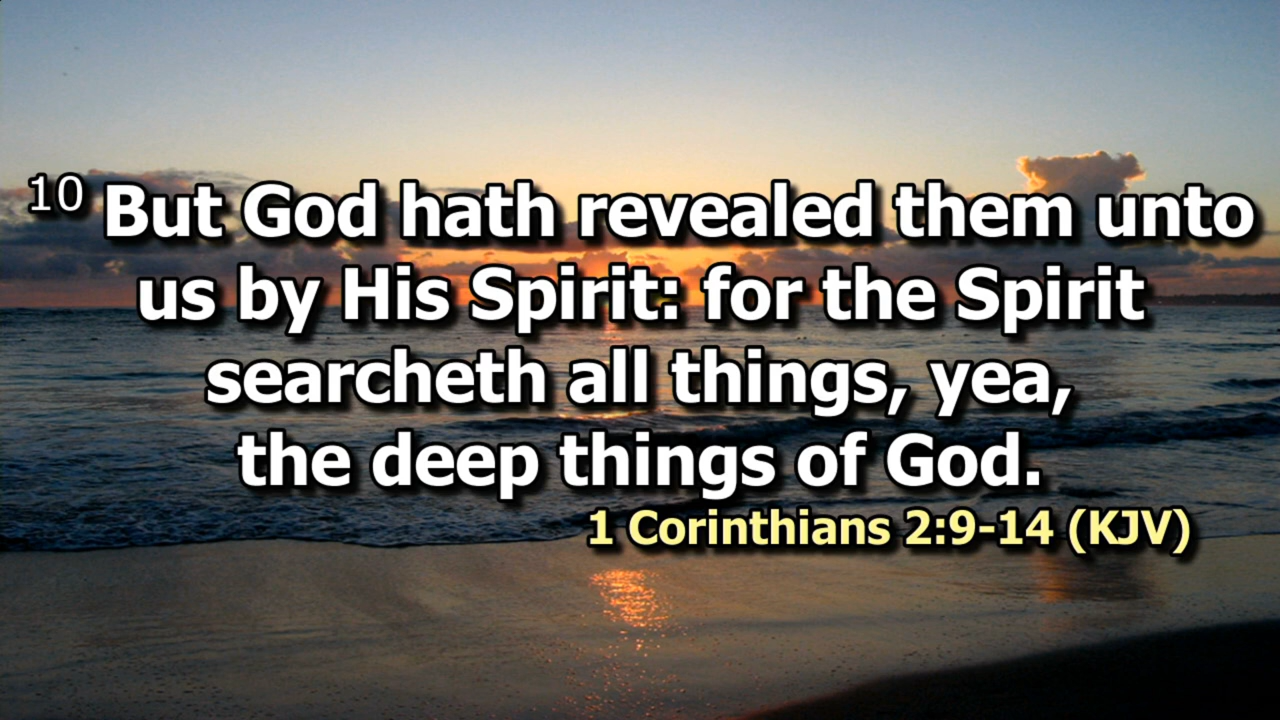 10 But God hath revealed them unto
us by His Spirit: for the Spirit
searcheth all things, yea,
the deep things of God.
1 Corinthians 2:9-14 (KJV)